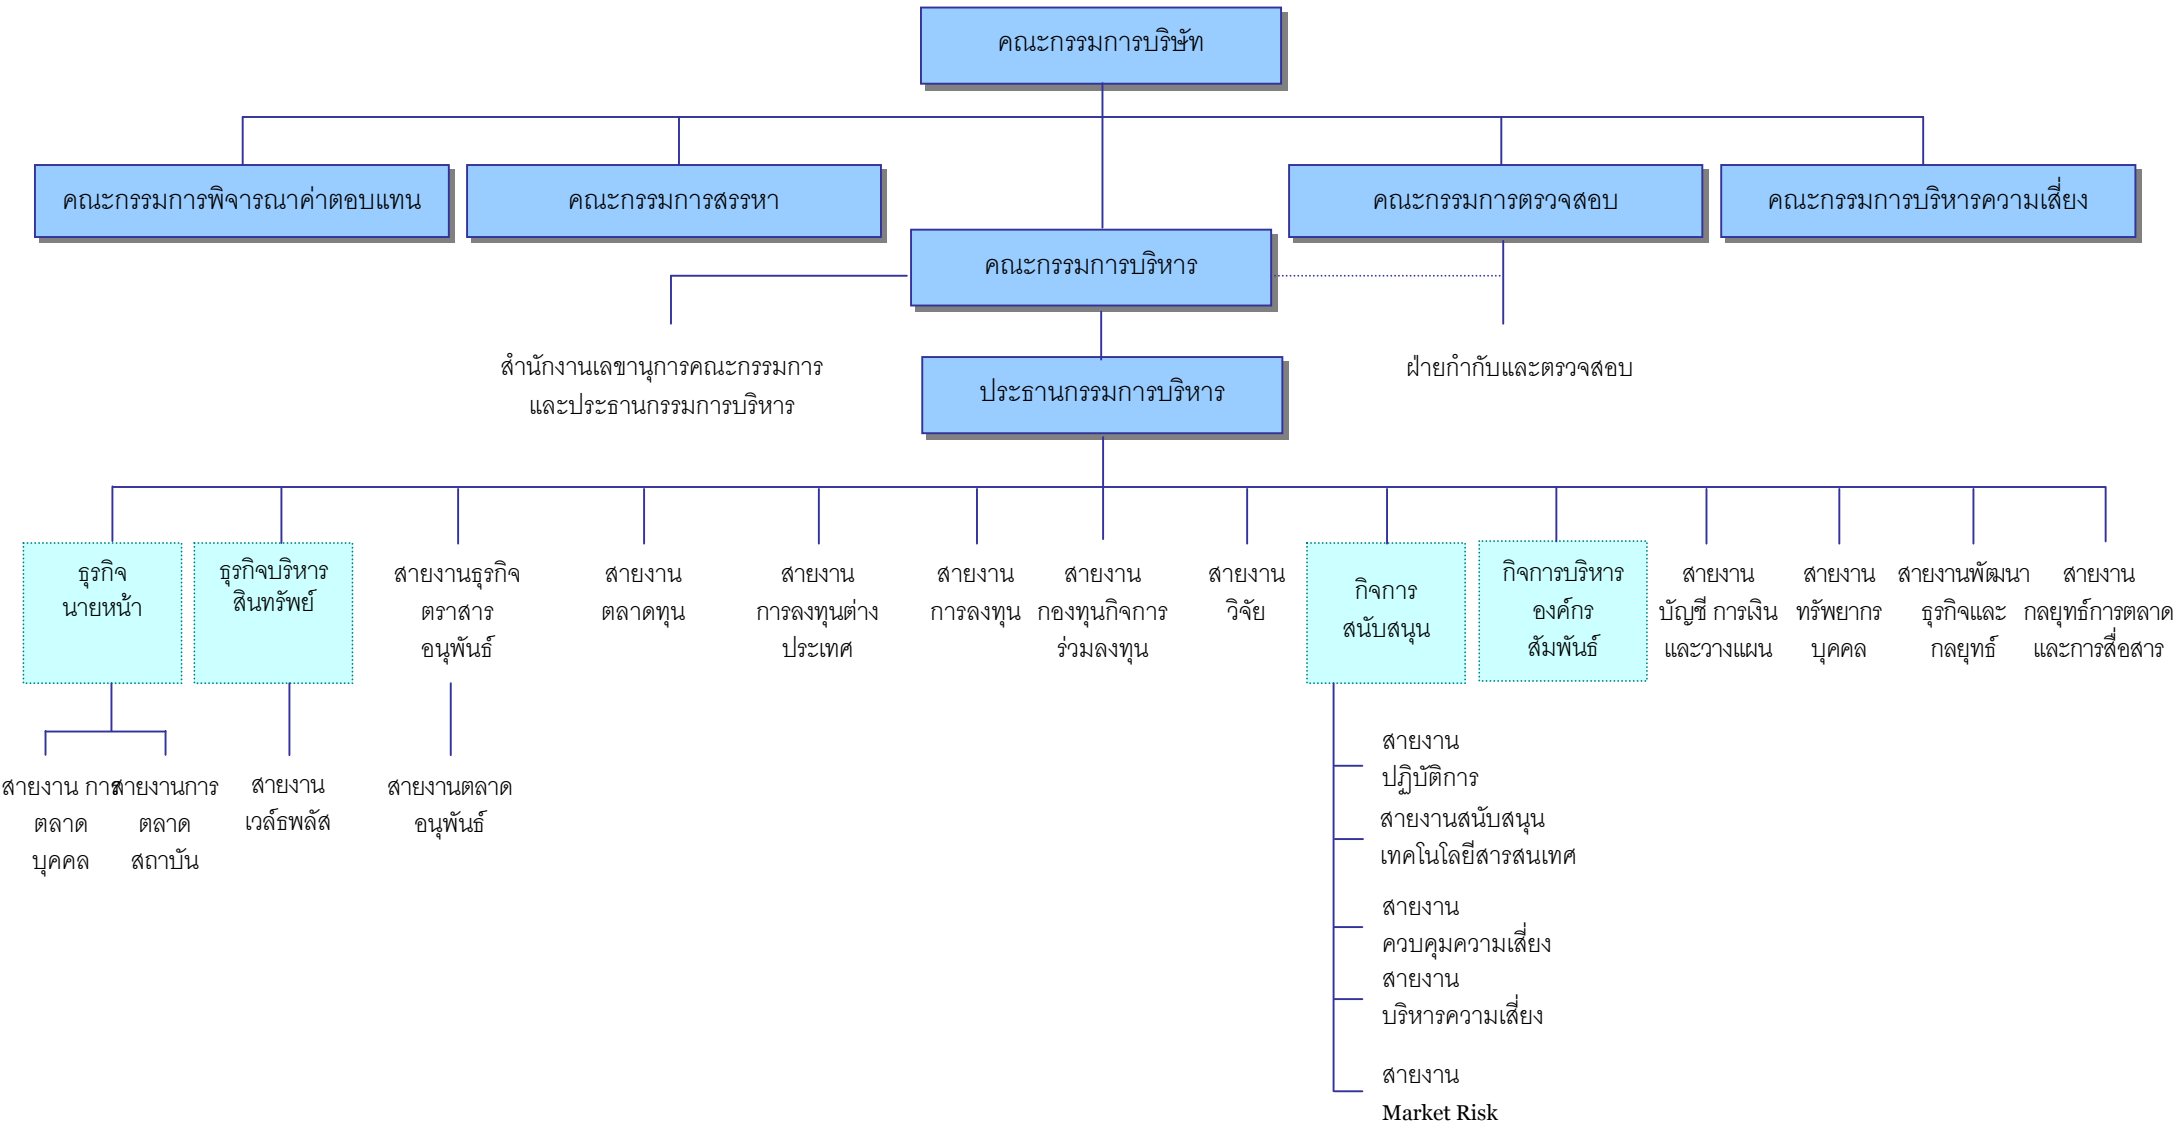 คณะกรรมการบริษัท
คณะกรรมการพิจารณาค่าตอบแทน
คณะกรรมการสรรหา
คณะกรรมการตรวจสอบ
คณะกรรมการบริหารความเสี่ยง
คณะกรรมการบริหาร
สำนักงานเลขานุการคณะกรรมการ
และประธานกรรมการบริหาร
ฝ่ายกำกับและตรวจสอบ
ประธานกรรมการบริหาร
ธุรกิจ
นายหน้า
ธุรกิจบริหาร
สินทรัพย์
สายงานธุรกิจ
ตราสาร
อนุพันธ์
สายงาน
ตลาดทุน
สายงาน
การลงทุนต่าง
ประเทศ
สายงาน
การลงทุน
สายงาน
กองทุนกิจการ
ร่วมลงทุน
สายงาน
วิจัย
กิจการ
สนับสนุน
กิจการบริหาร
องค์กร
สัมพันธ์
สายงาน
บัญชี การเงิน
และวางแผน
สายงาน
ทรัพยากร
บุคคล
สายงานพัฒนา
ธุรกิจและ
กลยุทธ์
สายงาน
กลยุทธ์การตลาด
และการสื่อสาร
สายงาน การ
ตลาด
บุคคล
สายงานการ
ตลาด
สถาบัน
สายงาน
เวล์ธพลัส
สายงานตลาด
อนุพันธ์
สายงาน
ปฏิบัติการ
สายงานสนับสนุน
เทคโนโลยีสารสนเทศ
สายงาน
ควบคุมความเสี่ยง
สายงาน
บริหารความเสี่ยง
สายงาน
Market Risk